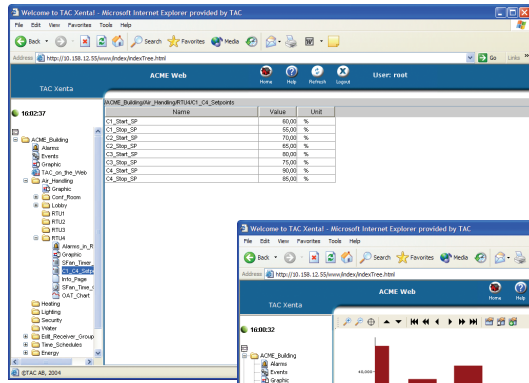 Welcome to TAC Xenta! - Microsoft Internet Explorer provided by TAC
File Edit View Favorites Tools Help
Back Search Favorites Media
Address http://10.158.12.55/www/index/indexTree.html Go Links
TAC Xenta
ACME Web
Home Help Refresh Logout
User: root
16:02:37
/ACME_Building/Air_Handling/RTU4/C1_C4_Setpoints
Name Value Unit
C1_Start_SP 60,00 %
C1_Stop_SP 55,00 %
C2_Start_SP 70,00 %
C2_Stop_SP 65,00 %
C3_Start_SP 80,00 %
C3_Stop_SP 75,00 %
C4_Start_SP 90,00 %
C4_Stop_SP 85,00 %
ACME_Building
Alarms
Events
Graphic
TAC_on_the_Web
Air_Handling
Graphic
Conf_Room
Lobby
RTU1
RTU2
RTU3
RTU4
Alarms_in_R
Graphic
SFan_Timer
C1_C4_Setp
Info_Page
SFan_Time_
OAT_Chart
Heating
Lighting
Security
Water
Edit_Receiver_Group
Time_Schedules
Energy
©TAC AB, 2004
Welcome to TAC Xenta! - Microsoft Internet Explorer provided by TAC
File Edit View Favorites Tools Help
Back Search Favorites Media
Address http://10.158.12.55/www/index/indexTree.html
TAC Xenta
ACME Web
Home Help
16:00:32
ACME_Building
Alarms
Events
Graphic
40,000